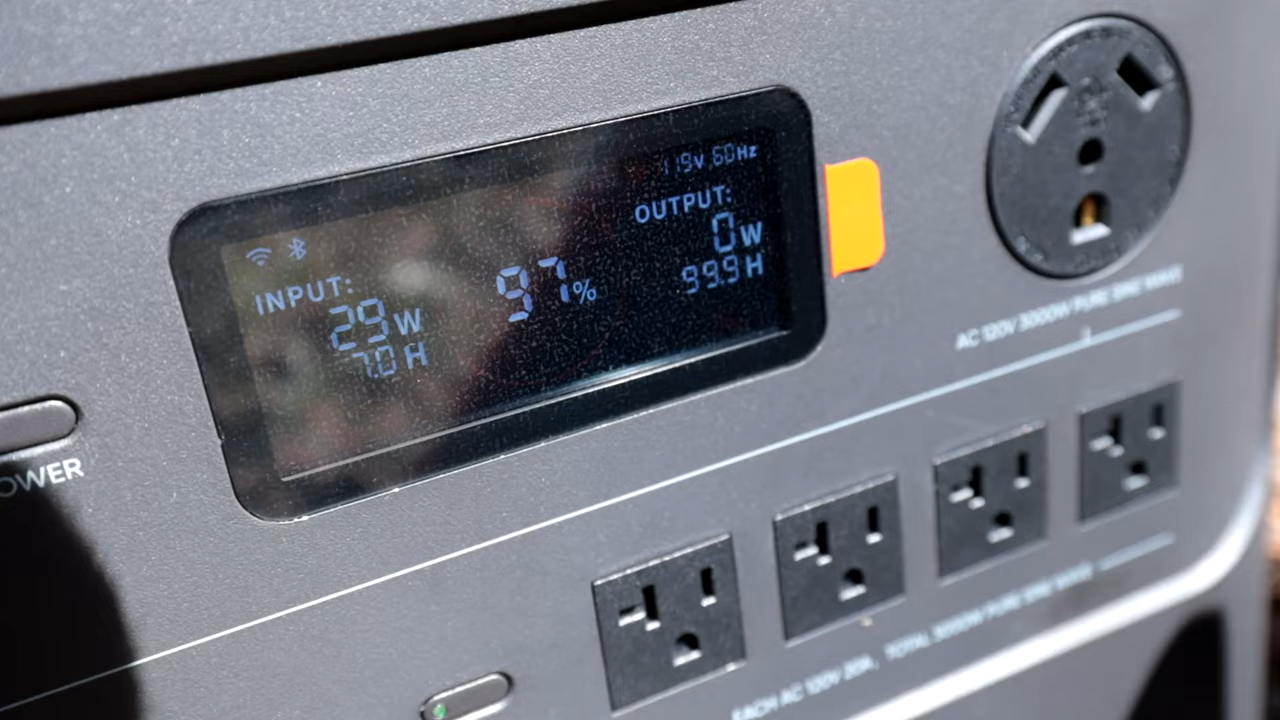 119V 60Hz
OUTPUT:
0W
99.9H
INPUT:
29W
7.0H
97%
OWER
AC 120V 3000W PURE SINE WAVE
EACH AC 120V 20A, TOTAL 3000W PURE SINE WAVE